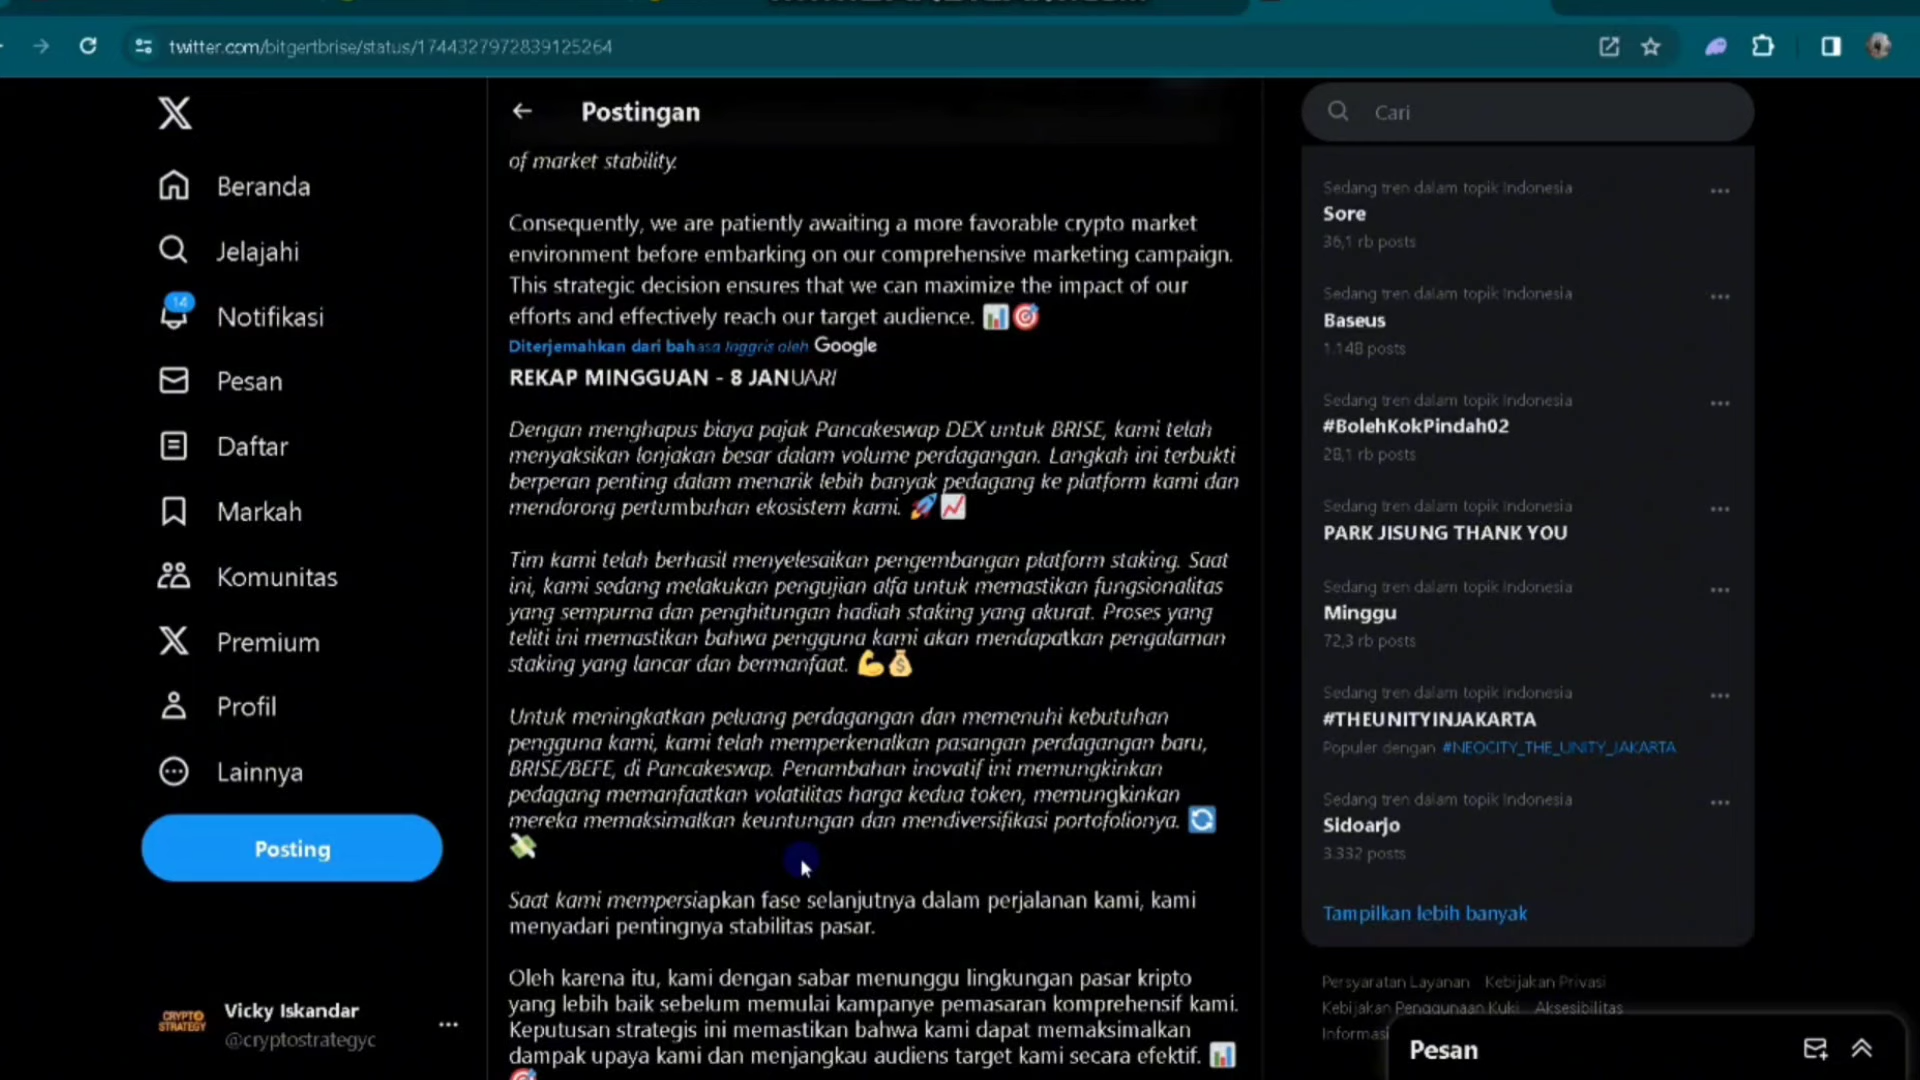 twitter.com/bitgertbrise/status/1744327972839125264
Postingan
Cari
of market stability.
Consequently, we are patiently awaiting a more favorable crypto market
environment before embarking on our comprehensive marketing campaign.
This strategic decision ensures that we can maximize the impact of our
efforts and effectively reach our target audience. 📊🎯
Diterjemahkan dari bahasa Inggris oleh Google
REKAP MINGGUAN - 8 JANUARI
Dengan menghapus biaya pajak Pancakeswap DEX untuk BRISE, kami telah
menyaksikan lonjakan besar dalam volume perdagangan. Langkah ini terbukti
berperan penting dalam menarik lebih banyak pedagang ke platform kami dan
mendorong pertumbuhan ekosistem kami. 🚀📈
Tim kami telah berhasil menyelesaikan pengembangan platform staking. Saat
ini, kami sedang melakukan pengujian alfa untuk memastikan fungsionalitas
yang sempurna dan penghitungan hadiah staking yang akurat. Proses yang
teliti ini memastikan bahwa pengguna kami akan mendapatkan pengalaman
staking yang lancar dan bermanfaat. 💪💰
Untuk meningkatkan peluang perdagangan dan memenuhi kebutuhan
pengguna kami, kami telah memperkenalkan pasangan perdagangan baru,
BRISE/BEFE, di Pancakeswap. Penambahan inovatif ini memungkinkan
pedagang memanfaatkan volatilitas harga kedua token, memungkinkan
mereka memaksimalkan keuntungan dan mendiversifikasi portofolionya. 🔄
💸
Saat kami mempersiapkan fase selanjutnya dalam perjalanan kami, kami
menyadari pentingnya stabilitas pasar.
Oleh karena itu, kami dengan sabar menunggu lingkungan pasar kripto
yang lebih baik sebelum memulai kampanye pemasaran komprehensif kami.
Keputusan strategis ini memastikan bahwa kami dapat memaksimalkan
dampak upaya kami dan menjangkau audiens target kami secara efektif. 📊
🎯
X
Beranda
Jelajahi
14
Notifikasi
Pesan
Daftar
Markah
Komunitas
Premium
Profil
Lainnya
Posting
CRYPTO
STRATEGY
Vicky Iskandar
@cryptostrategyc
Sedang tren dalam topik Indonesia
Sore
36,1 rb posts
Sedang tren dalam topik Indonesia
Baseus
1.148 posts
Sedang tren dalam topik Indonesia
#BolehKokPindah02
28,1 rb posts
Sedang tren dalam topik Indonesia
PARK JISUNG THANK YOU
Sedang tren dalam topik Indonesia
Minggu
72,3 rb posts
Sedang tren dalam topik Indonesia
#THEUNITYINJAKARTA
Populer dengan #NEOCITY_THE_UNITY_JAKARTA
Sedang tren dalam topik Indonesia
Sidoarjo
3.332 posts
Tampilkan lebih banyak
Persyaratan Layanan Kebijakan Privasi
Kebijakan Penggunaan Kuki Aksesibilitas
Pesan